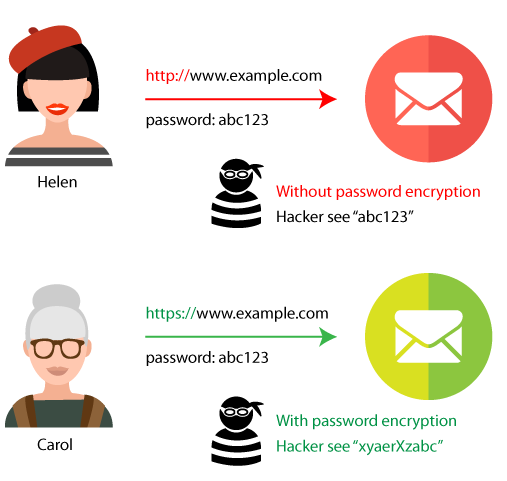 http://www.example.com
password: abc123
Helen
Without password encryption
Hacker see “abc123”
https://www.example.com
password: abc123
Carol
With password encryption
Hacker see “xyaerXzabc”